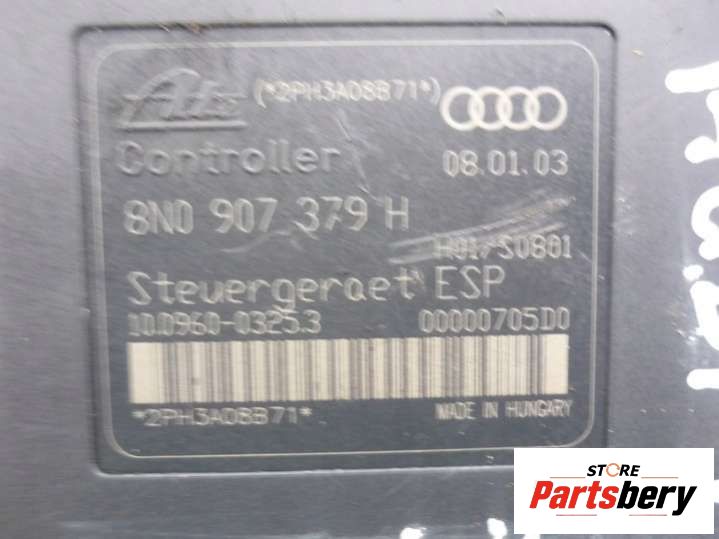 Ate (*2PH3A08B71*)
Controller 08.01.03
8N0 907 379 H
H01/S0801
Steuergeraet ESP
10.0960-0325.3 00000705D0
*2PH3A08B71*
MADE IN HUNGARY
STORE
Partsbery